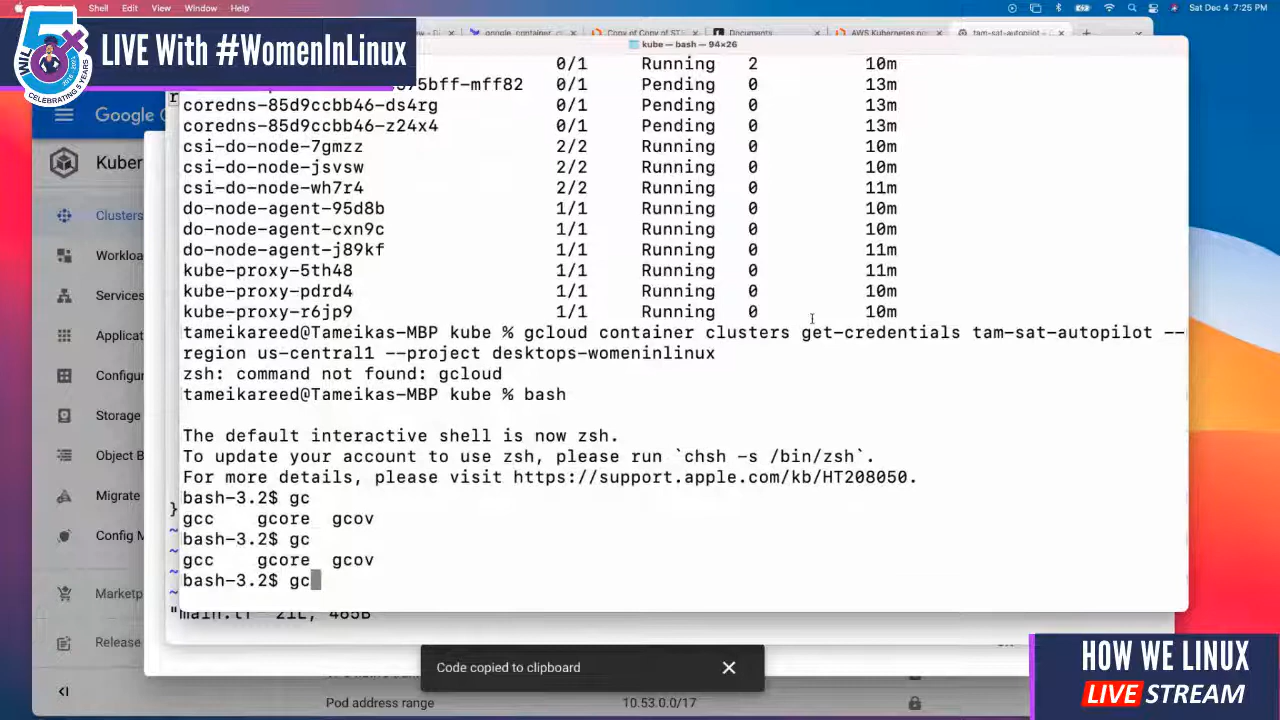 Shell Edit View Window Help
Sat Dec 4 7:25 PM
5x
CELEBRATING 5 YEARS
LIVE With #WomenInLinux
google_container
Copy of Copy of ST
Documents
AWS Kubernetes
tam-sat-autopilot
kube — bash — 94×26
0/1 Running 2 10m
75bff-mff82 0/1 Pending 0 13m
coredns-85d9ccbb46-ds4rg 0/1 Pending 0 13m
coredns-85d9ccbb46-z24x4 0/1 Pending 0 13m
csi-do-node-7gmzz 2/2 Running 0 10m
csi-do-node-jsvsw 2/2 Running 0 10m
csi-do-node-wh7r4 2/2 Running 0 11m
do-node-agent-95d8b 1/1 Running 0 10m
do-node-agent-cxn9c 1/1 Running 0 10m
do-node-agent-j89kf 1/1 Running 0 11m
kube-proxy-5th48 1/1 Running 0 11m
kube-proxy-pdrd4 1/1 Running 0 10m
kube-proxy-r6jp9 1/1 Running 0 10m
tameikareed@Tameikas-MBP kube % gcloud container clusters get-credentials tam-sat-autopilot --
region us-central1 --project desktops-womeninlinux
zsh: command not found: gcloud
tameikareed@Tameikas-MBP kube % bash
The default interactive shell is now zsh.
To update your account to use zsh, please run `chsh -s /bin/zsh`.
For more details, please visit https://support.apple.com/kb/HT208050.
bash-3.2$ gc
gcc gcore gcov
bash-3.2$ gc
gcc gcore gcov
bash-3.2$ gc
Google C
Kuber
Clusters
Workloa
Services
Applicat
Configur
Storage
Object B
Migrate
Config M
Marketp
Release
}
~
~
~
~
"main.tf" 21L, 465B
Code copied to clipboard
Pod address range 10.53.0.0/17
HOW WE LINUX
LIVE STREAM